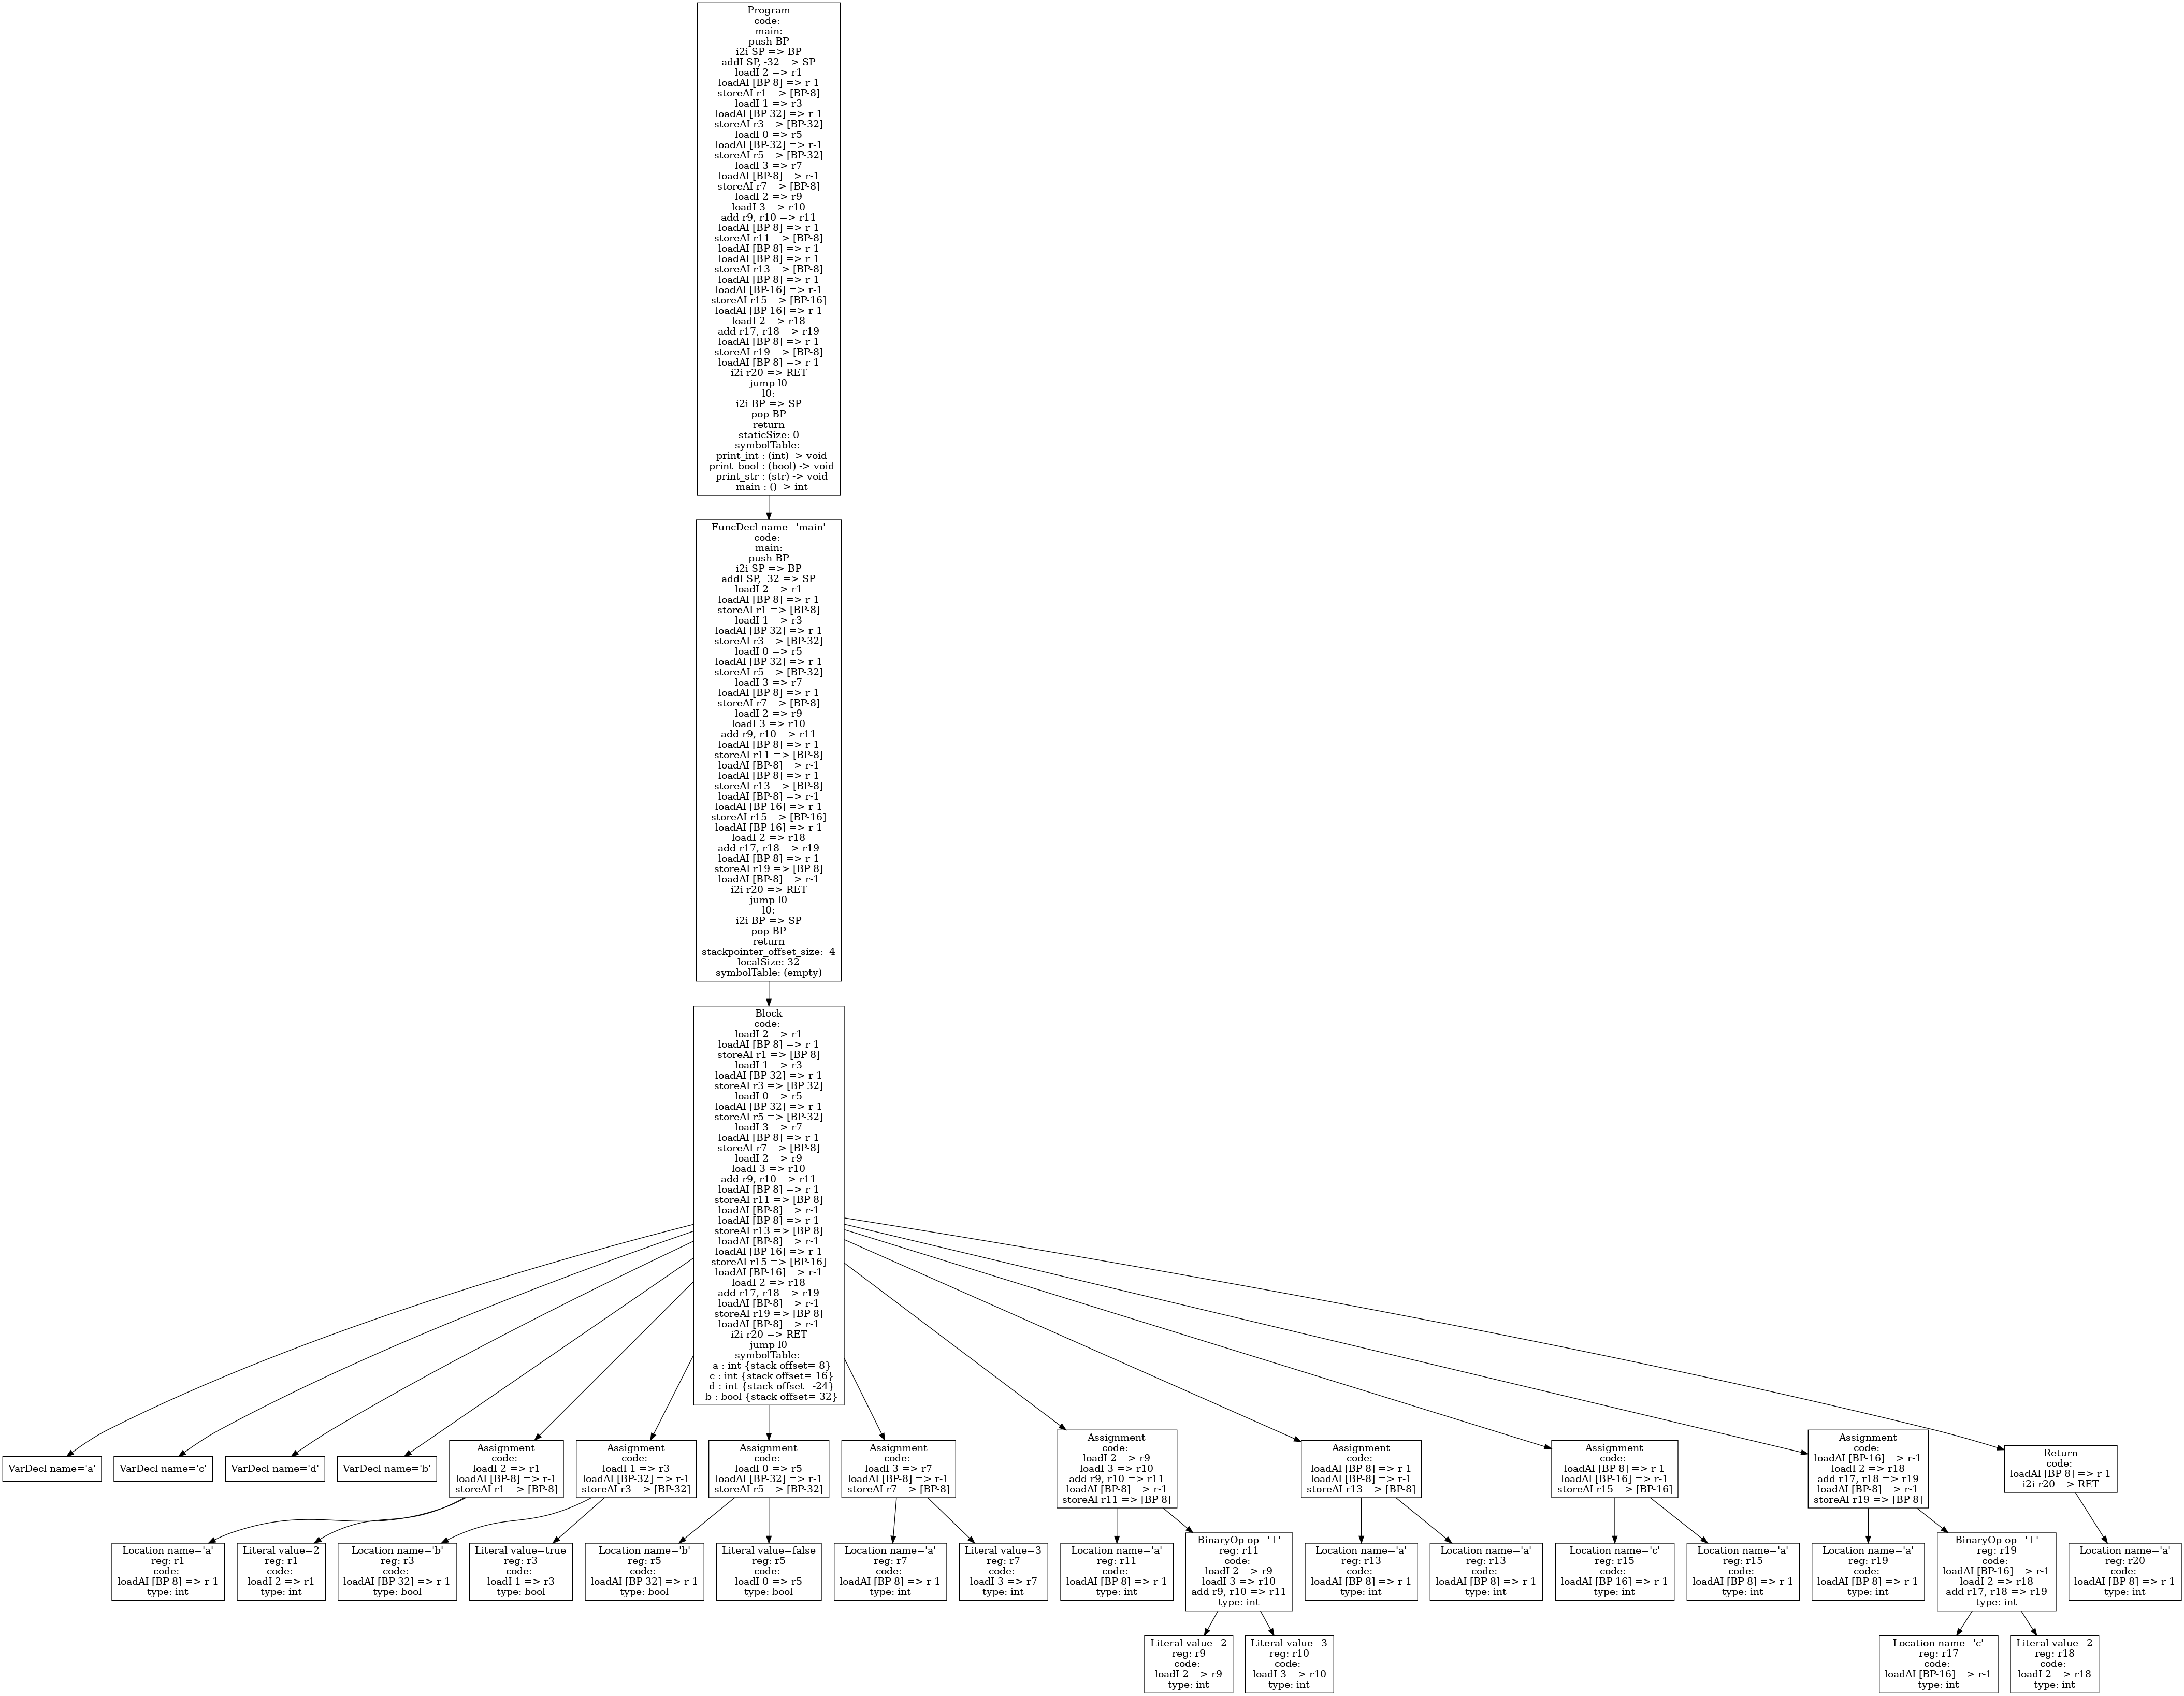 Program
code:
main:
push BP
i2i SP => BP
addI SP, -32 => SP
loadI 2 => r1
loadAI [BP-8] => r-1
storeAI r1 => [BP-8]
loadI 1 => r3
loadAI [BP-32] => r-1
storeAI r3 => [BP-32]
loadI 0 => r5
loadAI [BP-32] => r-1
storeAI r5 => [BP-32]
loadI 3 => r7
loadAI [BP-8] => r-1
storeAI r7 => [BP-8]
loadI 2 => r9
loadI 3 => r10
add r9, r10 => r11
loadAI [BP-8] => r-1
storeAI r11 => [BP-8]
loadAI [BP-8] => r-1
loadAI [BP-8] => r-1
storeAI r13 => [BP-8]
loadAI [BP-8] => r-1
loadAI [BP-16] => r-1
storeAI r15 => [BP-16]
loadAI [BP-16] => r-1
loadI 2 => r18
add r17, r18 => r19
loadAI [BP-8] => r-1
storeAI r19 => [BP-8]
loadAI [BP-8] => r-1
i2i r20 => RET
jump l0
l0:
i2i BP => SP
pop BP
return
staticSize: 0
symbolTable:
print_int : (int) -> void
print_bool : (bool) -> void
print_str : (str) -> void
main : () -> int
FuncDecl name='main'
code:
main:
push BP
i2i SP => BP
addI SP, -32 => SP
loadI 2 => r1
loadAI [BP-8] => r-1
storeAI r1 => [BP-8]
loadI 1 => r3
loadAI [BP-32] => r-1
storeAI r3 => [BP-32]
loadI 0 => r5
loadAI [BP-32] => r-1
storeAI r5 => [BP-32]
loadI 3 => r7
loadAI [BP-8] => r-1
storeAI r7 => [BP-8]
loadI 2 => r9
loadI 3 => r10
add r9, r10 => r11
loadAI [BP-8] => r-1
storeAI r11 => [BP-8]
loadAI [BP-8] => r-1
loadAI [BP-8] => r-1
storeAI r13 => [BP-8]
loadAI [BP-8] => r-1
loadAI [BP-16] => r-1
storeAI r15 => [BP-16]
loadAI [BP-16] => r-1
loadI 2 => r18
add r17, r18 => r19
loadAI [BP-8] => r-1
storeAI r19 => [BP-8]
loadAI [BP-8] => r-1
i2i r20 => RET
jump l0
l0:
i2i BP => SP
pop BP
return
stackpointer_offset_size: -4
localSize: 32
symbolTable: (empty)
Block
code:
loadI 2 => r1
loadAI [BP-8] => r-1
storeAI r1 => [BP-8]
loadI 1 => r3
loadAI [BP-32] => r-1
storeAI r3 => [BP-32]
loadI 0 => r5
loadAI [BP-32] => r-1
storeAI r5 => [BP-32]
loadI 3 => r7
loadAI [BP-8] => r-1
storeAI r7 => [BP-8]
loadI 2 => r9
loadI 3 => r10
add r9, r10 => r11
loadAI [BP-8] => r-1
storeAI r11 => [BP-8]
loadAI [BP-8] => r-1
loadAI [BP-8] => r-1
storeAI r13 => [BP-8]
loadAI [BP-8] => r-1
loadAI [BP-16] => r-1
storeAI r15 => [BP-16]
loadAI [BP-16] => r-1
loadI 2 => r18
add r17, r18 => r19
loadAI [BP-8] => r-1
storeAI r19 => [BP-8]
loadAI [BP-8] => r-1
i2i r20 => RET
jump l0
symbolTable:
a : int {stack offset=-8}
c : int {stack offset=-16}
d : int {stack offset=-24}
b : bool {stack offset=-32}
VarDecl name='a'
VarDecl name='c'
VarDecl name='d'
VarDecl name='b'
Assignment
code:
loadI 2 => r1
loadAI [BP-8] => r-1
storeAI r1 => [BP-8]
Assignment
code:
loadI 1 => r3
loadAI [BP-32] => r-1
storeAI r3 => [BP-32]
Assignment
code:
loadI 0 => r5
loadAI [BP-32] => r-1
storeAI r5 => [BP-32]
Assignment
code:
loadI 3 => r7
loadAI [BP-8] => r-1
storeAI r7 => [BP-8]
Assignment
code:
loadI 2 => r9
loadI 3 => r10
add r9, r10 => r11
loadAI [BP-8] => r-1
storeAI r11 => [BP-8]
Assignment
code:
loadAI [BP-8] => r-1
loadAI [BP-8] => r-1
storeAI r13 => [BP-8]
Assignment
code:
loadAI [BP-8] => r-1
loadAI [BP-16] => r-1
storeAI r15 => [BP-16]
Assignment
code:
loadAI [BP-16] => r-1
loadI 2 => r18
add r17, r18 => r19
loadAI [BP-8] => r-1
storeAI r19 => [BP-8]
Return
code:
loadAI [BP-8] => r-1
i2i r20 => RET
Location name='a'
reg: r1
code:
loadAI [BP-8] => r-1
type: int
Literal value=2
reg: r1
code:
loadI 2 => r1
type: int
Location name='b'
reg: r3
code:
loadAI [BP-32] => r-1
type: bool
Literal value=true
reg: r3
code:
loadI 1 => r3
type: bool
Location name='b'
reg: r5
code:
loadAI [BP-32] => r-1
type: bool
Literal value=false
reg: r5
code:
loadI 0 => r5
type: bool
Location name='a'
reg: r7
code:
loadAI [BP-8] => r-1
type: int
Literal value=3
reg: r7
code:
loadI 3 => r7
type: int
Location name='a'
reg: r11
code:
loadAI [BP-8] => r-1
type: int
BinaryOp op='+'
reg: r11
code:
loadI 2 => r9
loadI 3 => r10
add r9, r10 => r11
type: int
Location name='a'
reg: r13
code:
loadAI [BP-8] => r-1
type: int
Location name='a'
reg: r13
code:
loadAI [BP-8] => r-1
type: int
Location name='c'
reg: r15
code:
loadAI [BP-16] => r-1
type: int
Location name='a'
reg: r15
code:
loadAI [BP-8] => r-1
type: int
Location name='a'
reg: r19
code:
loadAI [BP-8] => r-1
type: int
BinaryOp op='+'
reg: r19
code:
loadAI [BP-16] => r-1
loadI 2 => r18
add r17, r18 => r19
type: int
Location name='a'
reg: r20
code:
loadAI [BP-8] => r-1
type: int
Literal value=2
reg: r9
code:
loadI 2 => r9
type: int
Literal value=3
reg: r10
code:
loadI 3 => r10
type: int
Location name='c'
reg: r17
code:
loadAI [BP-16] => r-1
type: int
Literal value=2
reg: r18
code:
loadI 2 => r18
type: int